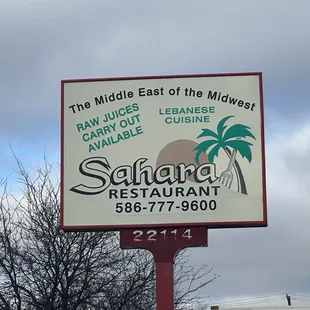 The Middle East of the Midwest
RAW JUICES
CARRY OUT
AVAILABLE
LEBANESE
CUISINE
Sahara
RESTAURANT
586-777-9600
22114